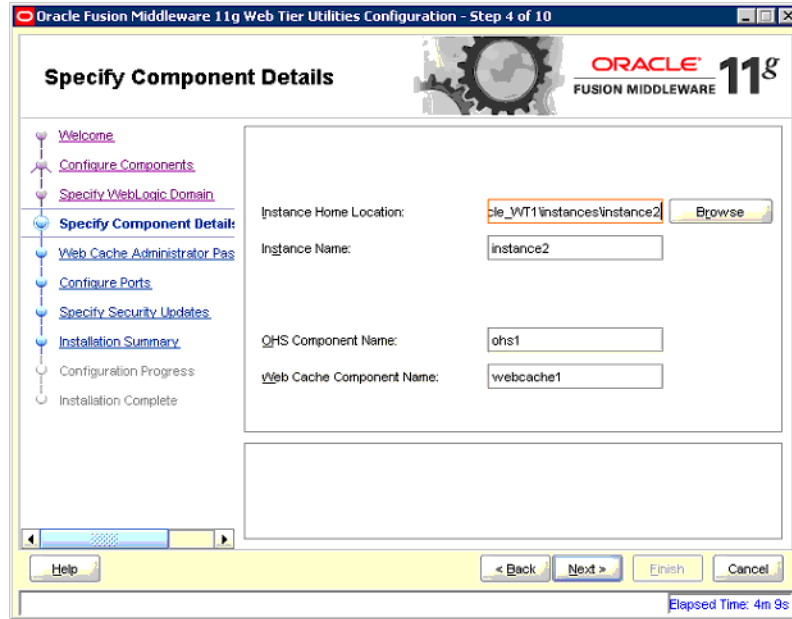 Oracle Fusion Middleware 11g Web Tier Utilities Configuration - Step 4 of 10
Specify Component Details
ORACLE
FUSION MIDDLEWARE
11g
Welcome
Configure Components
Specify WebLogic Domain
Specify Component Details
Web Cache Administrator Pas
Configure Ports
Specify Security Updates
Installation Summary
Configuration Progress
Installation Complete
Instance Home Location:
cle_WT1\instances\instance2
Browse
Instance Name:
instance2
OHS Component Name:
ohs1
Web Cache Component Name:
webcache1
Help
< Back
Next >
Finish
Cancel
Elapsed Time: 4m 9s